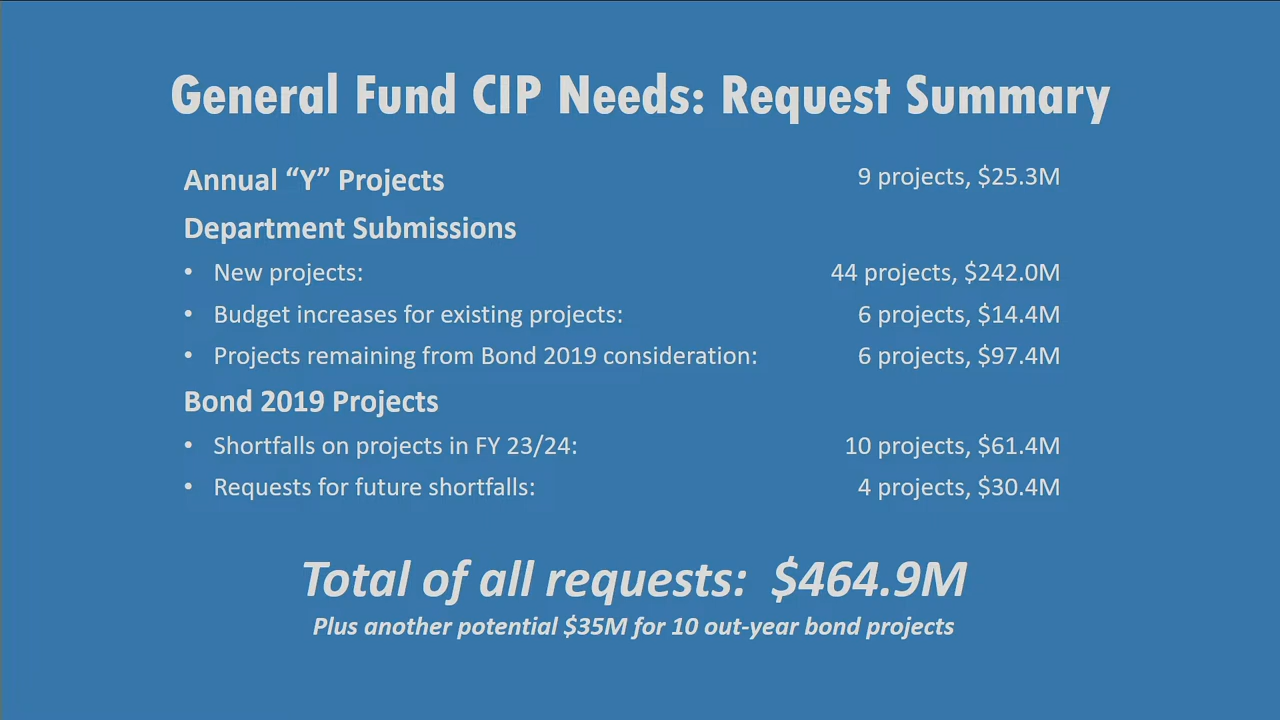 General Fund CIP Needs: Request Summary
Annual “Y” Projects 9 projects, $25.3M
Department Submissions
• New projects: 44 projects, $242.0M
• Budget increases for existing projects: 6 projects, $14.4M
• Projects remaining from Bond 2019 consideration: 6 projects, $97.4M
Bond 2019 Projects
• Shortfalls on projects in FY 23/24: 10 projects, $61.4M
• Requests for future shortfalls: 4 projects, $30.4M
Total of all requests: $464.9M
Plus another potential $35M for 10 out-year bond projects